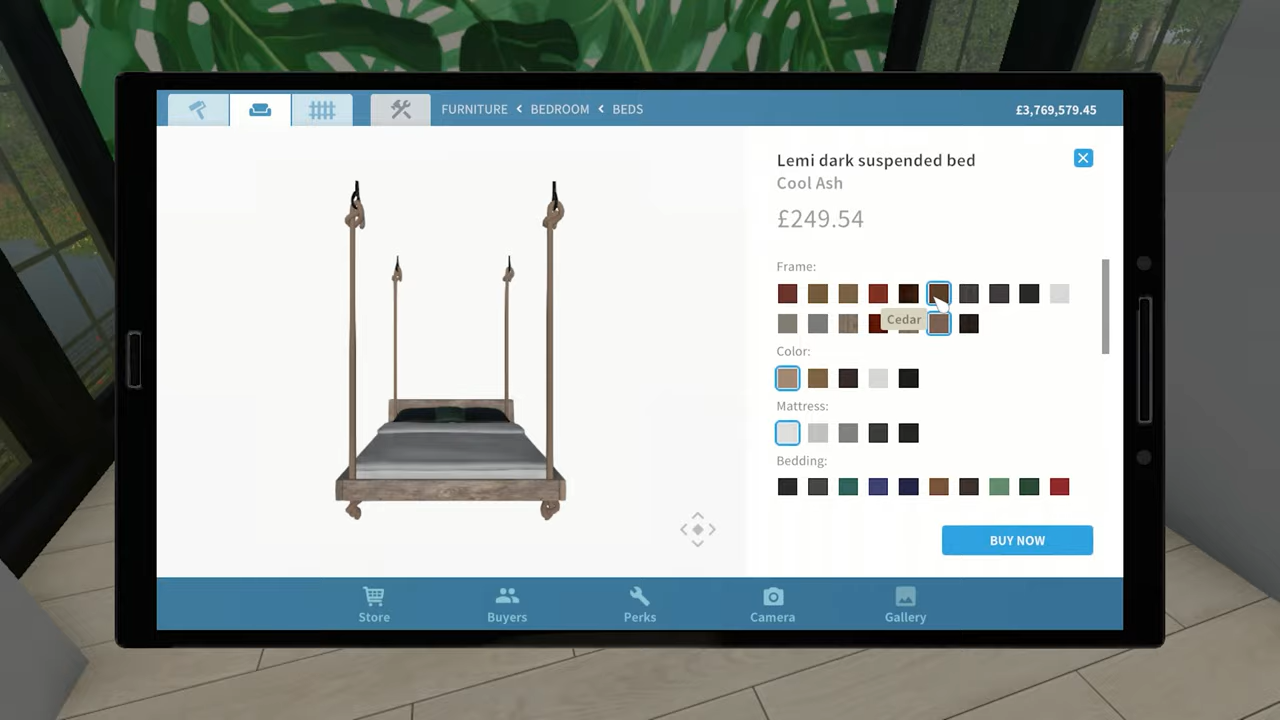 FURNITURE < BEDROOM < BEDS
£3,769,579.45
Lemi dark suspended bed
Cool Ash
£249.54
Frame:
Cedar
Color:
Mattress:
Bedding:
BUY NOW
Store
Buyers
Perks
Camera
Gallery